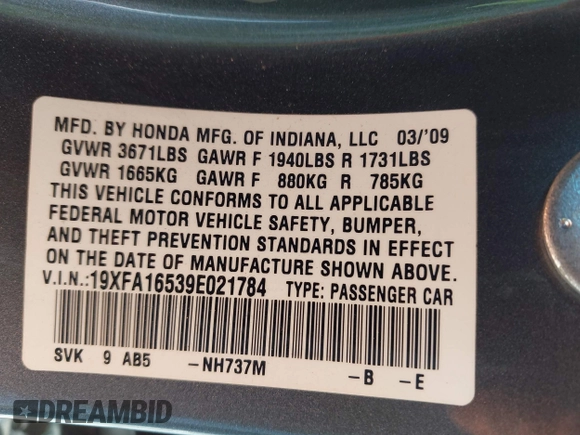 MFD. BY HONDA MFG. OF INDIANA, LLC 03/'09
GVWR 3671LBS GAWR F 1940LBS R 1731LBS
GVWR 1665KG GAWR F 880KG R 785KG
THIS VEHICLE CONFORMS TO ALL APPLICABLE
FEDERAL MOTOR VEHICLE SAFETY, BUMPER,
AND THEFT PREVENTION STANDARDS IN EFFECT
ON THE DATE OF MANUFACTURE SHOWN ABOVE.
V.I.N.:19XFA16539E021784 TYPE: PASSENGER CAR
SVK 9 AB5 -NH737M -B -E
DREAMBID